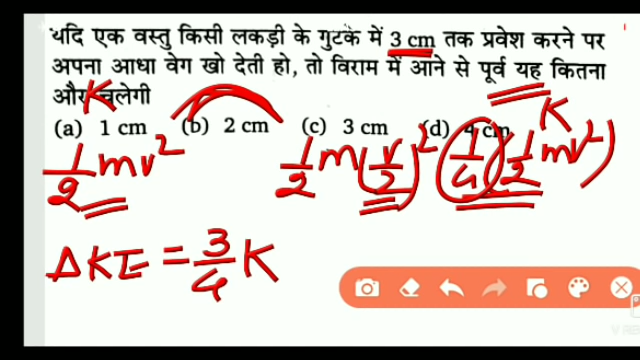 यदि एक वस्तु किसी लकड़ी के गुटके में 3 cm तक प्रवेश करने पर
अपना आधा वेग खो देती हो, तो विराम में आने से पूर्व यह कितना
और चलेगी
K
K
(a) 1 cm (b) 2 cm (c) 3 cm (d) 4 cm
1/2 mv² 1/2 m(v/2)² (1/4)(1/2 mv²)
ΔKE = 3/4 K